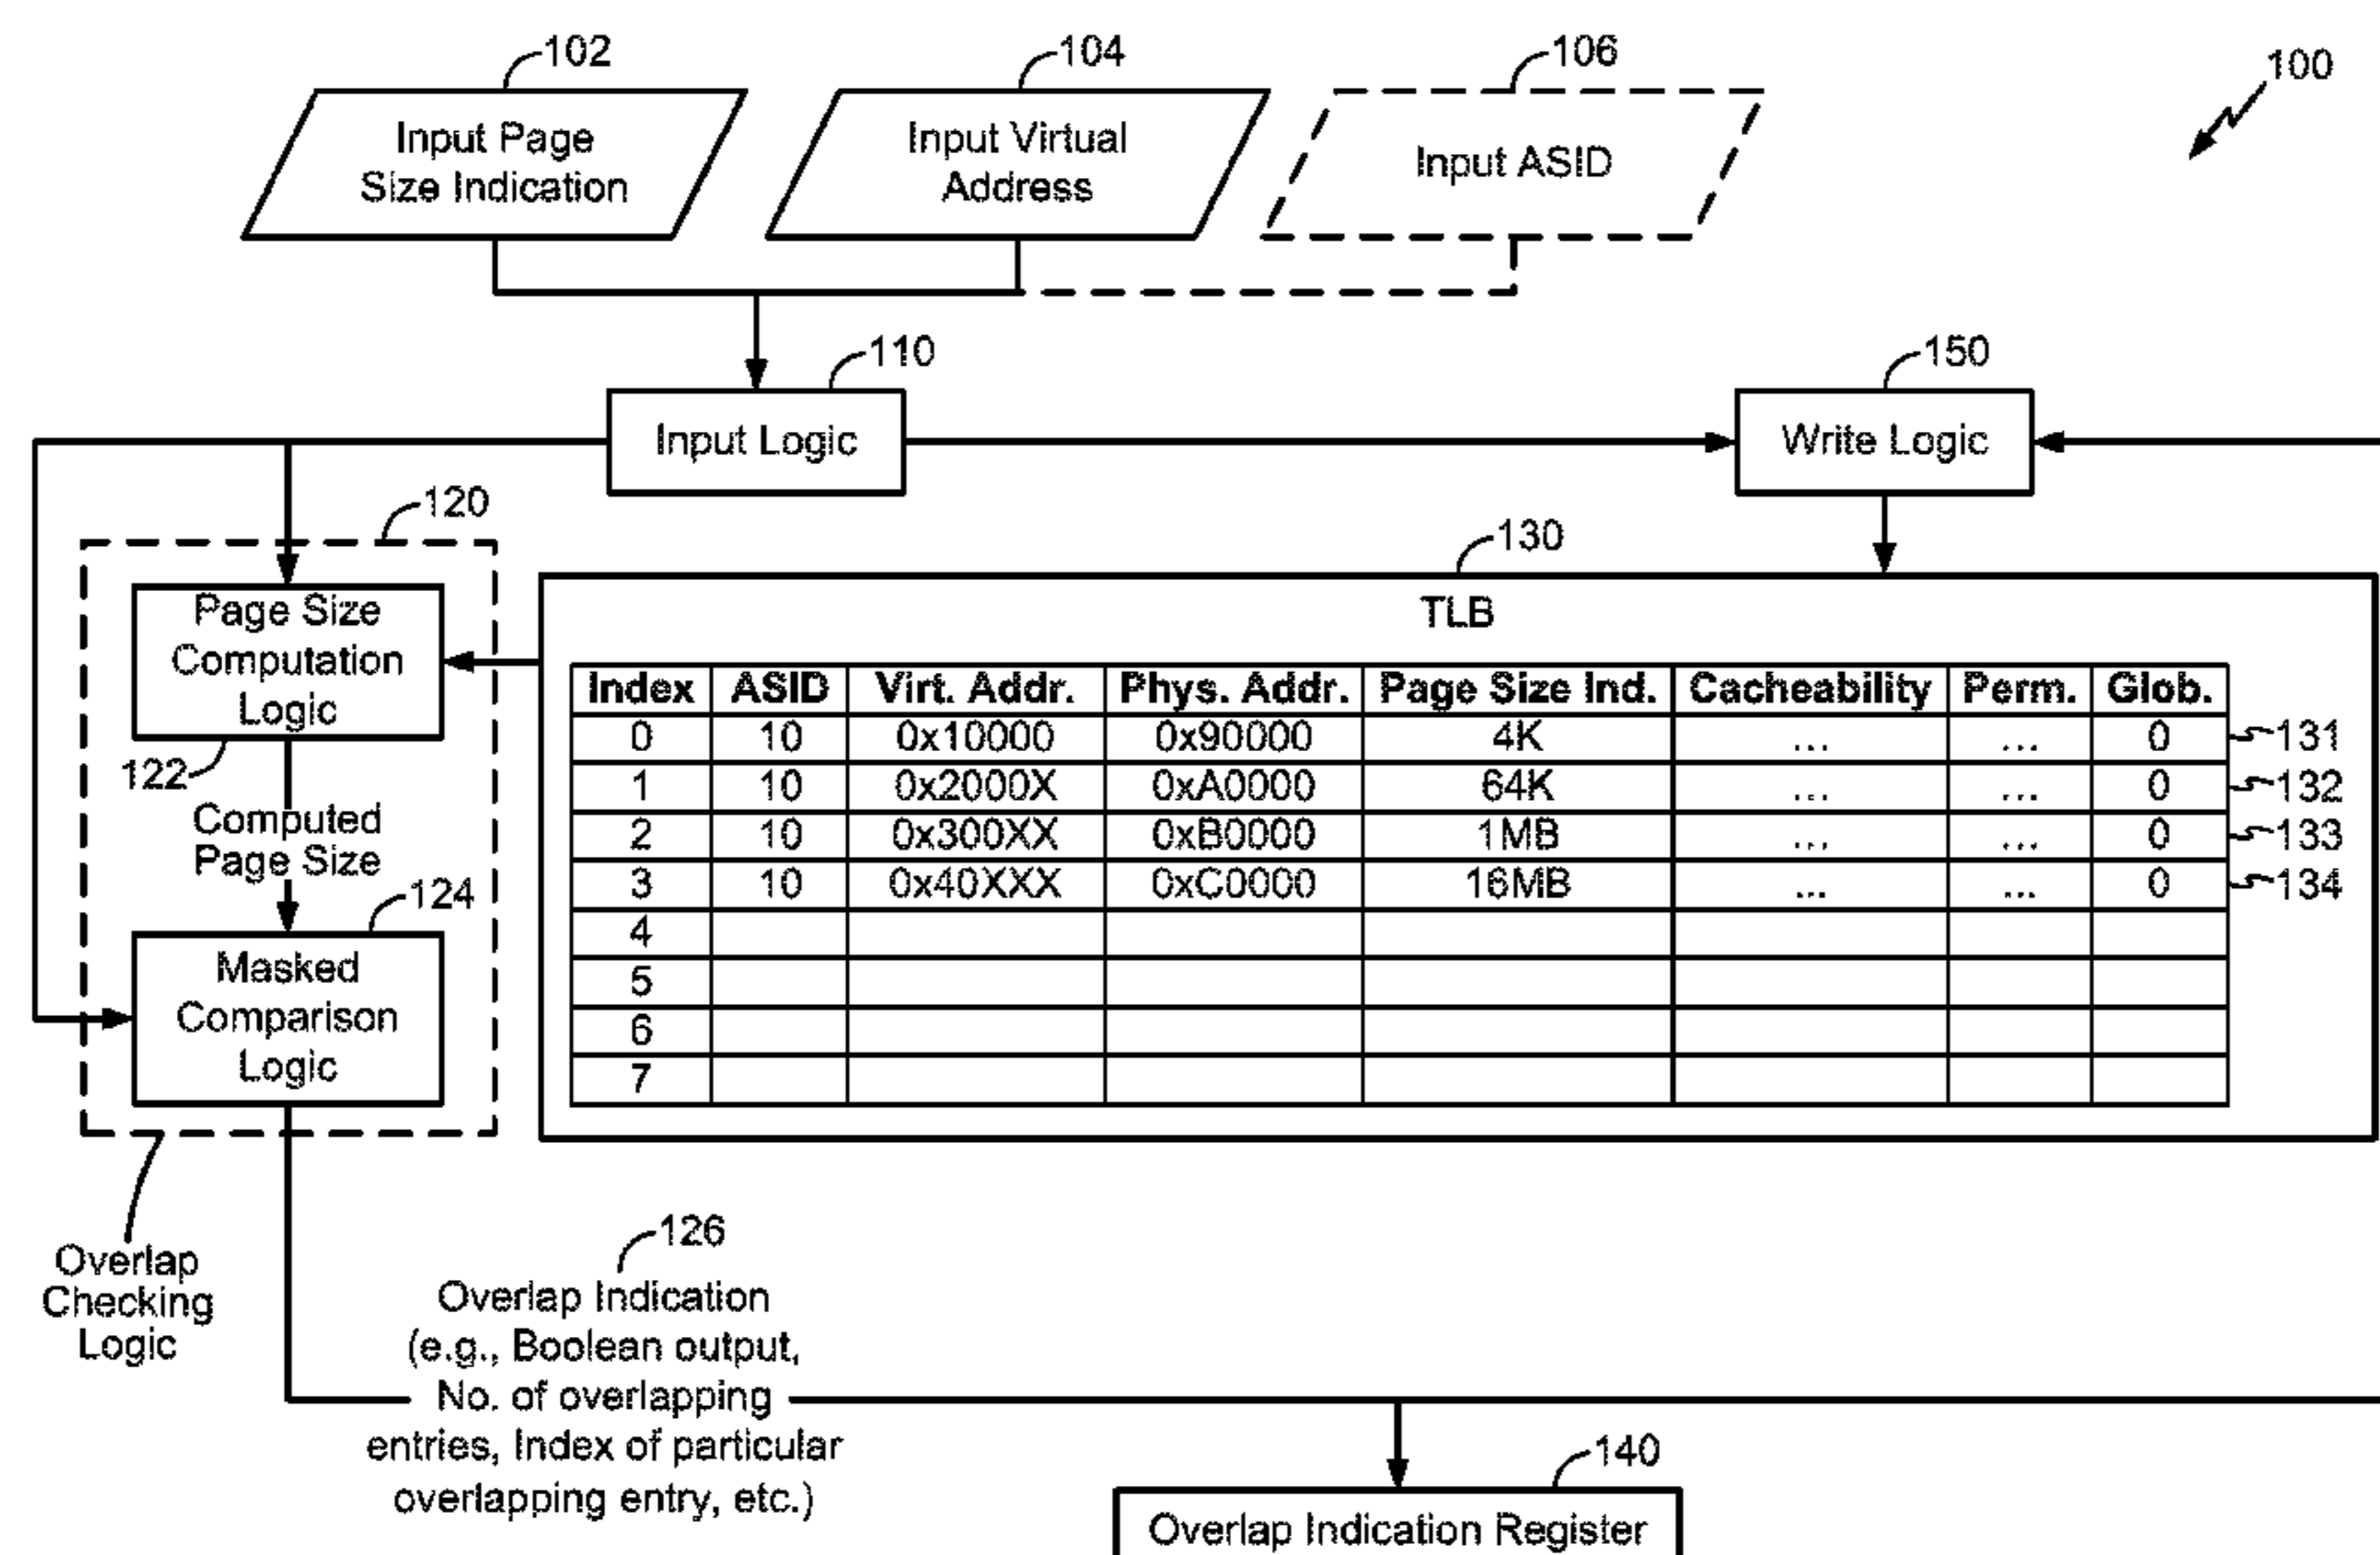 102
104
106
100
Input Page
Size Indication
Input Virtual
Address
Input ASID
110
150
Input Logic
Write Logic
120
130
Page Size
Computation
Logic
122
Computed
Page Size
124
Masked
Comparison
Logic
TLB
Index ASID Virt. Addr. Phys. Addr. Page Size Ind. Cacheability Perm. Glob.
0 10 0x10000 0x90000 4K ... ... 0 131
1 10 0x2000X 0xA0000 64K ... ... 0 132
2 10 0x300XX 0xB0000 1MB ... ... 0 133
3 10 0x40XXX 0xC0000 16MB ... ... 0 134
4
5
6
7
Overlap
Checking
Logic
126
Overlap Indication
(e.g., Boolean output,
No. of overlapping
entries, Index of particular
overlapping entry, etc.)
140
Overlap Indication Register